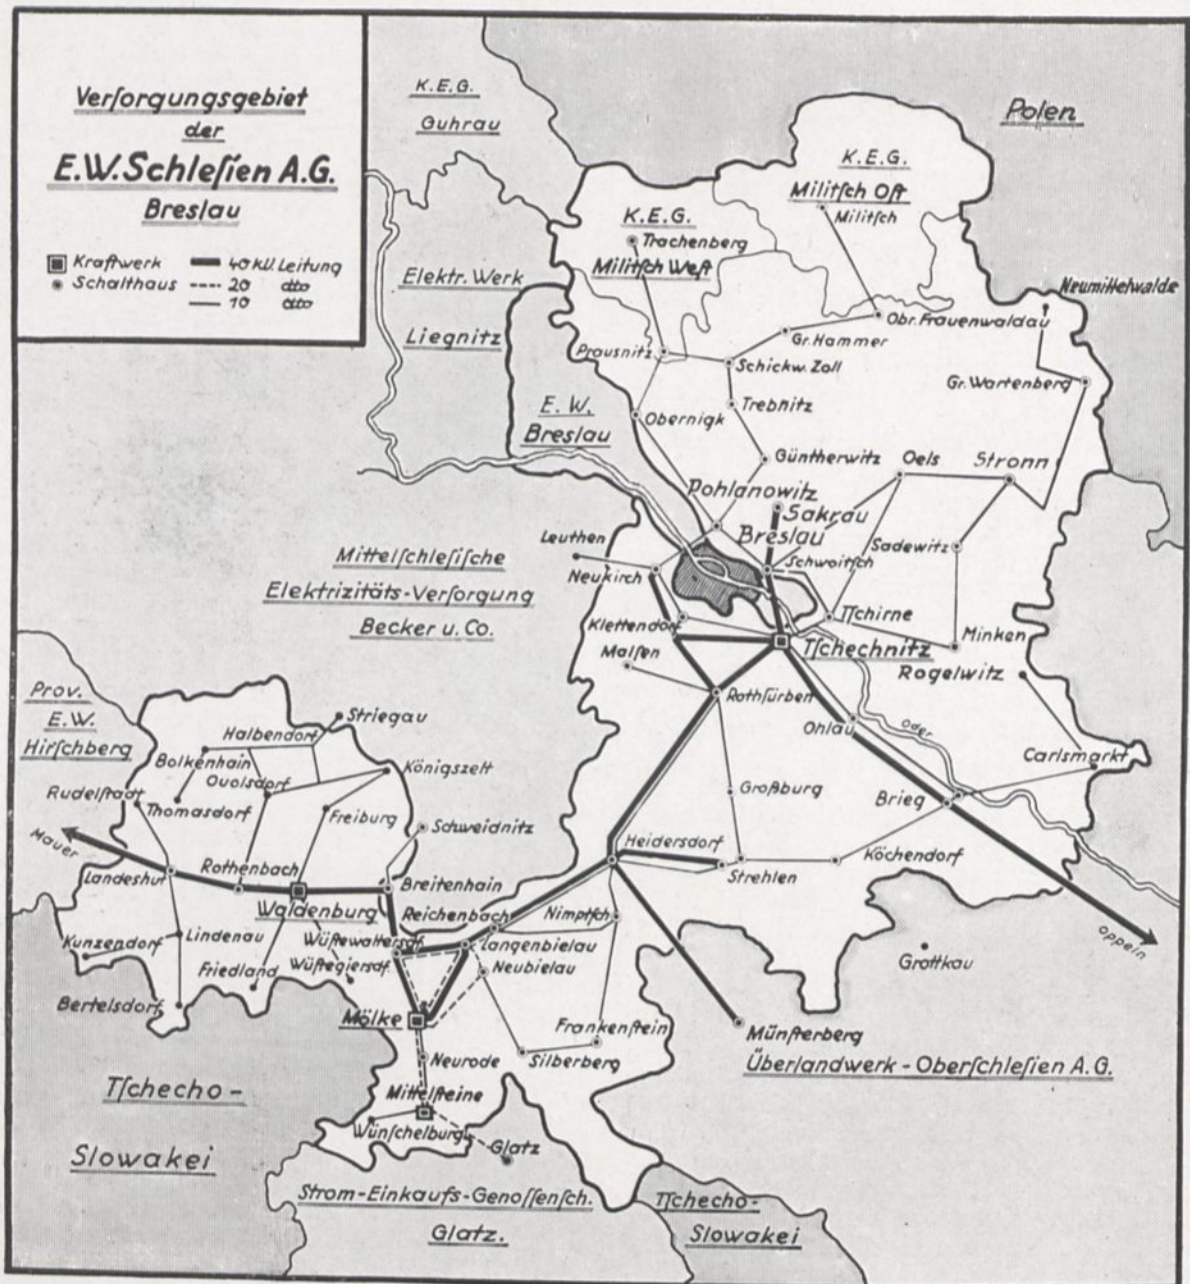 Verſorgungsgebiet
der
E.W.Schleſien A.G.
Breslau
Kraftwerk
Schalthaus
40 kV. Leitung
20 dtto
10 dtto
K.E.G.
Guhrau
Polen
K.E.G.
Militſch Oſt
Militſch
K.E.G.
Trachenberg
Militſch Weſt
Elektr. Werk
Liegnitz
Neumittelwalde
Obr. Frauenwaldau
Gr. Hammer
Prausnitz
Schickw. Zoll
Gr. Wartenberg
E. W.
Breslau
Obernigk
Trebnitz
Güntherwitz
Oels
Stronn
Pohlanowitz
Sakrau
Breslau
Leuthen
Neukirch
Schwoitſch
Sadewitz
Mittelſchleſiſche
Elektrizitäts-Verſorgung
Becker u. Co.
Klettendorf
Tſchirne
Minken
Malſen
Tſchechnitz
Rogelwitz
Rothſürben
Ohlau
Oder
Carlsmarkt
Prov.
E.W.
Hirſchberg
Striegau
Halbendorf
Bolkenhain
Quolsdorf
Königszelt
Rudelſtadt
Thomasdorf
Freiburg
Schweidnitz
Großburg
Brieg
Mauer
Landeshut
Rothenbach
Breitenhain
Heidersdorf
Strehlen
Köchendorf
Waldenburg
Reichenbach
Nimptſch
Kunzendorf
Lindenau
Wüſtewaltersdf.
Langenbielau
Oppeln
Friedland
Wüſtegiersdf.
Neubielau
Grottkau
Bertelsdorf
Mölke
Frankenſtein
Münſterberg
Neurode
Silberberg
Überlandwerk - Oberſchleſien A.G.
Tſchecho-
Slowakei
Mittelſteine
Wünſchelburg
Glatz
Strom-Einkaufs-Genoſſenſch.
Glatz.
Tſchecho-
Slowakei